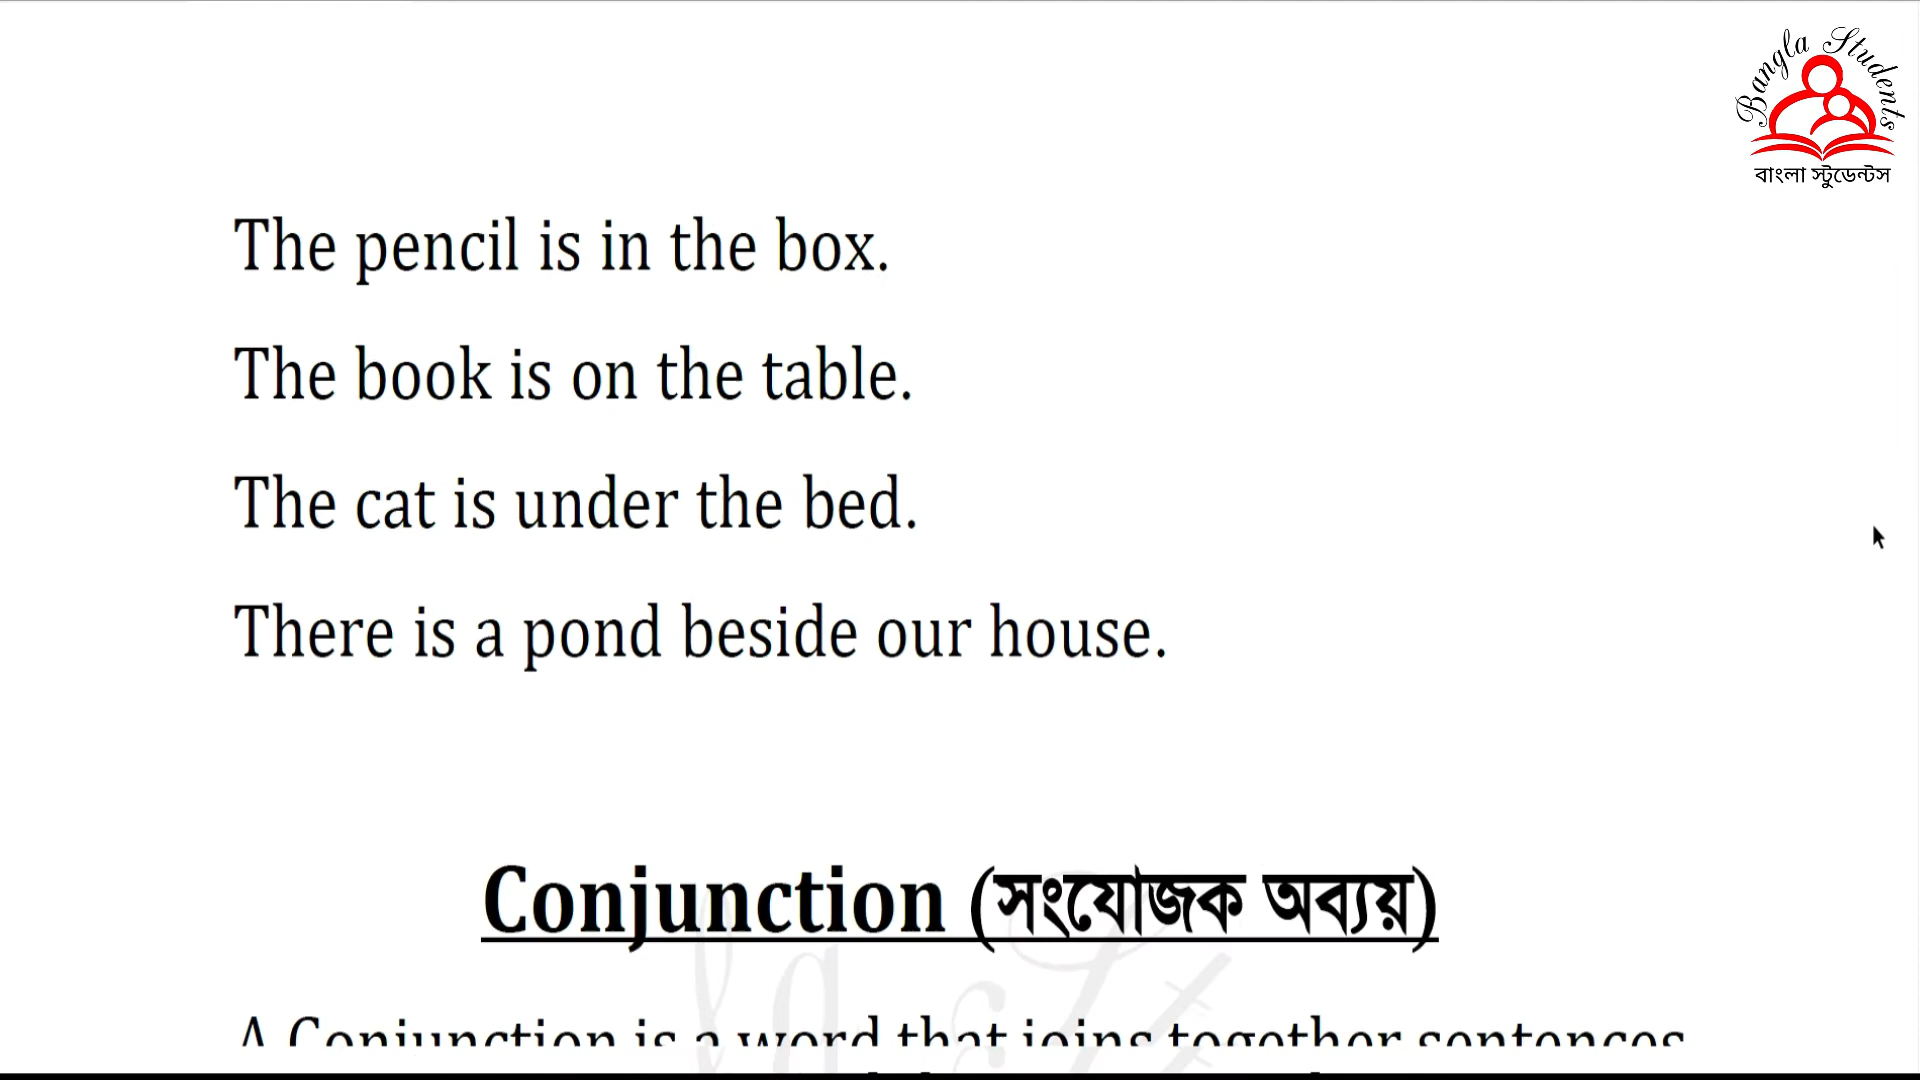 Bangla Students
বাংলা স্টুডেন্টস
The pencil is in the box.
The book is on the table.
The cat is under the bed.
There is a pond beside our house.
Conjunction (সংযোজক অব্যয়)
A Conjunction is a word that joins together sentences